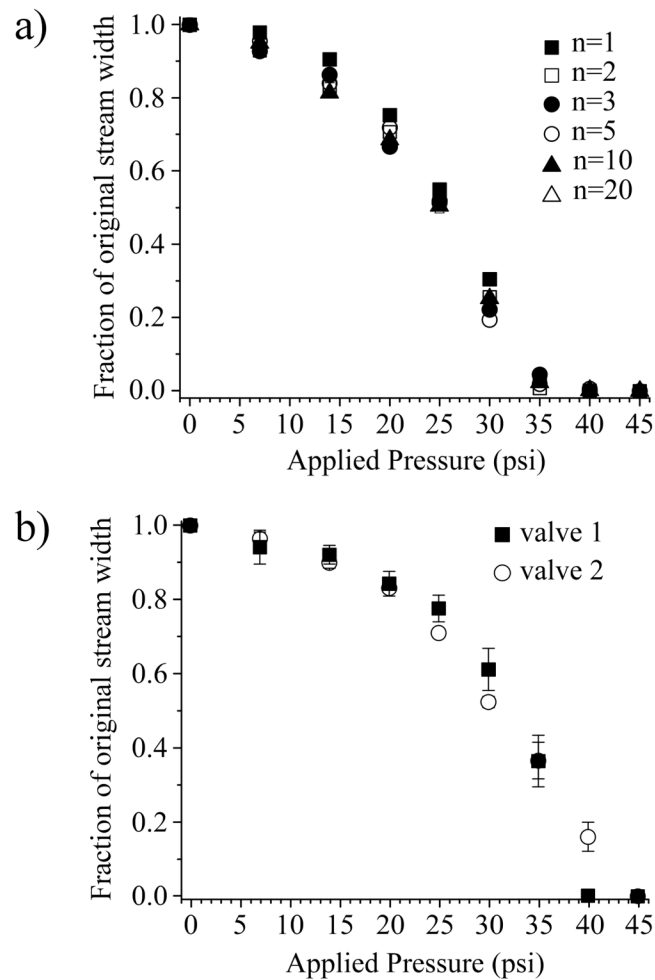 a)
Fraction of original stream width
1.0
0.8
0.6
0.4
0.2
0.0
n=1
n=2
n=3
n=5
n=10
n=20
0 5 10 15 20 25 30 35 40 45
Applied Pressure (psi)
b)
Fraction of original stream width
1.0
0.8
0.6
0.4
0.2
0.0
valve 1
valve 2
0 5 10 15 20 25 30 35 40 45
Applied Pressure (psi)